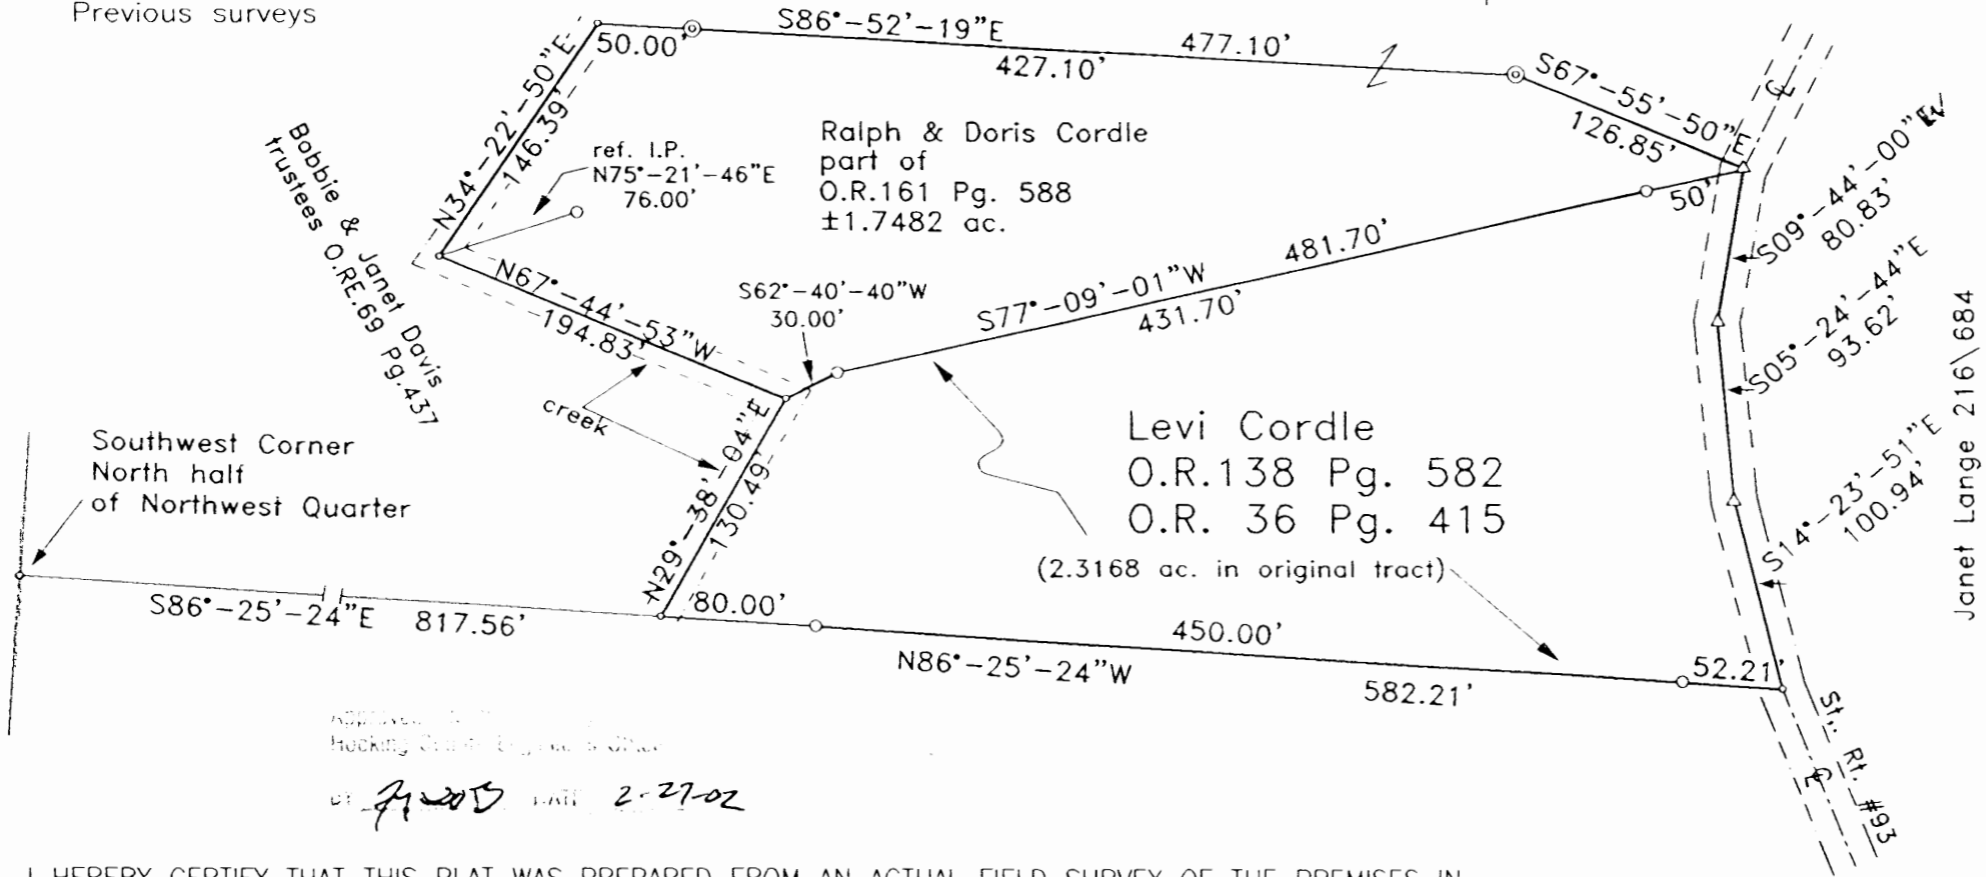 Previous surveys
50.00'
S86°-52'-19"E
477.10'
427.10'
S67°-55'-50"E
126.85'
N34°-22'-50"E
146.39'
ref. I.P.
N75°-21'-46"E
76.00'
Ralph & Doris Cordle
part of
O.R.161 Pg. 588
±1.7482 ac.
50'
S09°-44'-00"W
80.83'
Bobbie & Janet Davis
trustees O.RE.69 Pg.437
N67°-44'-53"W
194.83'
S62°-40'-40"W
30.00'
481.70'
S77°-09'-01"W
431.70'
S05°-24'-44"E
93.62'
creek
Southwest Corner
North half
of Northwest Quarter
N29°-38'-04"E
130.49'
Levi Cordle
O.R.138 Pg. 582
O.R. 36 Pg. 415
(2.3168 ac. in original tract)
S14°-23'-51"E
100.94'
Janet Lange 216\684
S86°-25'-24"E 817.56'
80.00'
450.00'
N86°-25'-24"W
582.21'
52.21'
St. Rt. #93
Hocking
2-27-02
I HEREBY CERTIFY THAT THIS PLAT WAS PREPARED FROM AN ACTUAL FIELD SURVEY OF THE PREMISES IN